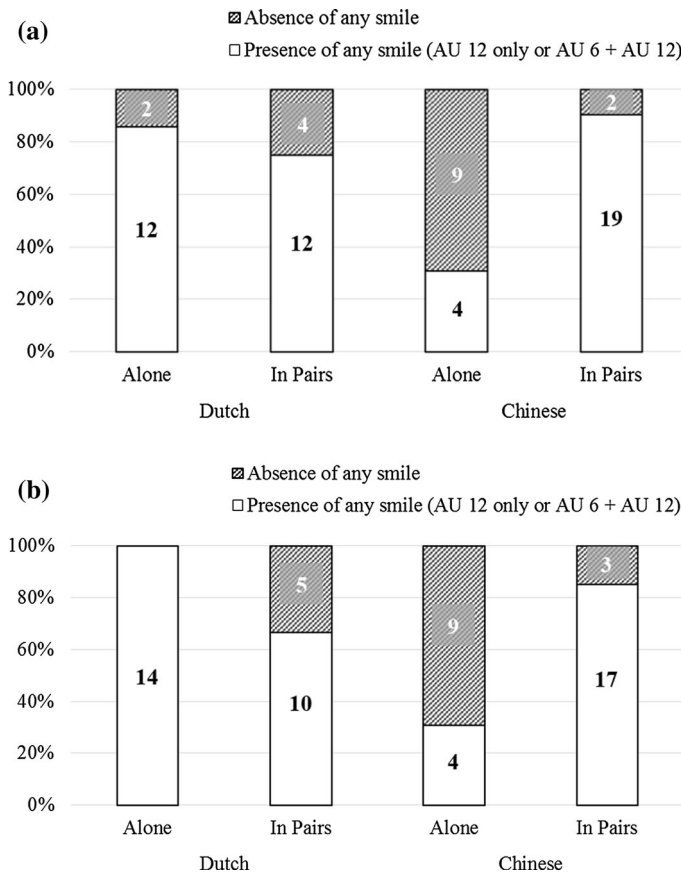 (a)
Absence of any smile
Presence of any smile (AU 12 only or AU 6 + AU 12)
100%
80%
60%
40%
20%
0%
2
4
9
2
12
12
4
19
Alone In Pairs Alone In Pairs
Dutch Chinese
(b)
Absence of any smile
Presence of any smile (AU 12 only or AU 6 + AU 12)
100%
80%
60%
40%
20%
0%
5
9
3
14
10
4
17
Alone In Pairs Alone In Pairs
Dutch Chinese